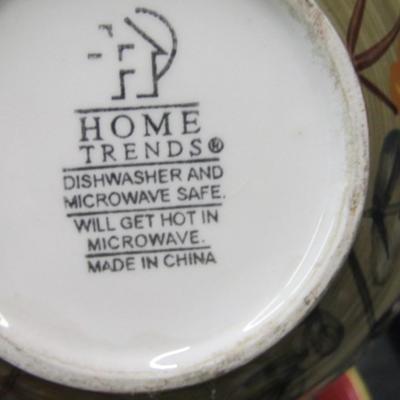 HOME
TRENDS®
DISHWASHER AND
MICROWAVE SAFE.
WILL GET HOT IN
MICROWAVE.
MADE IN CHINA